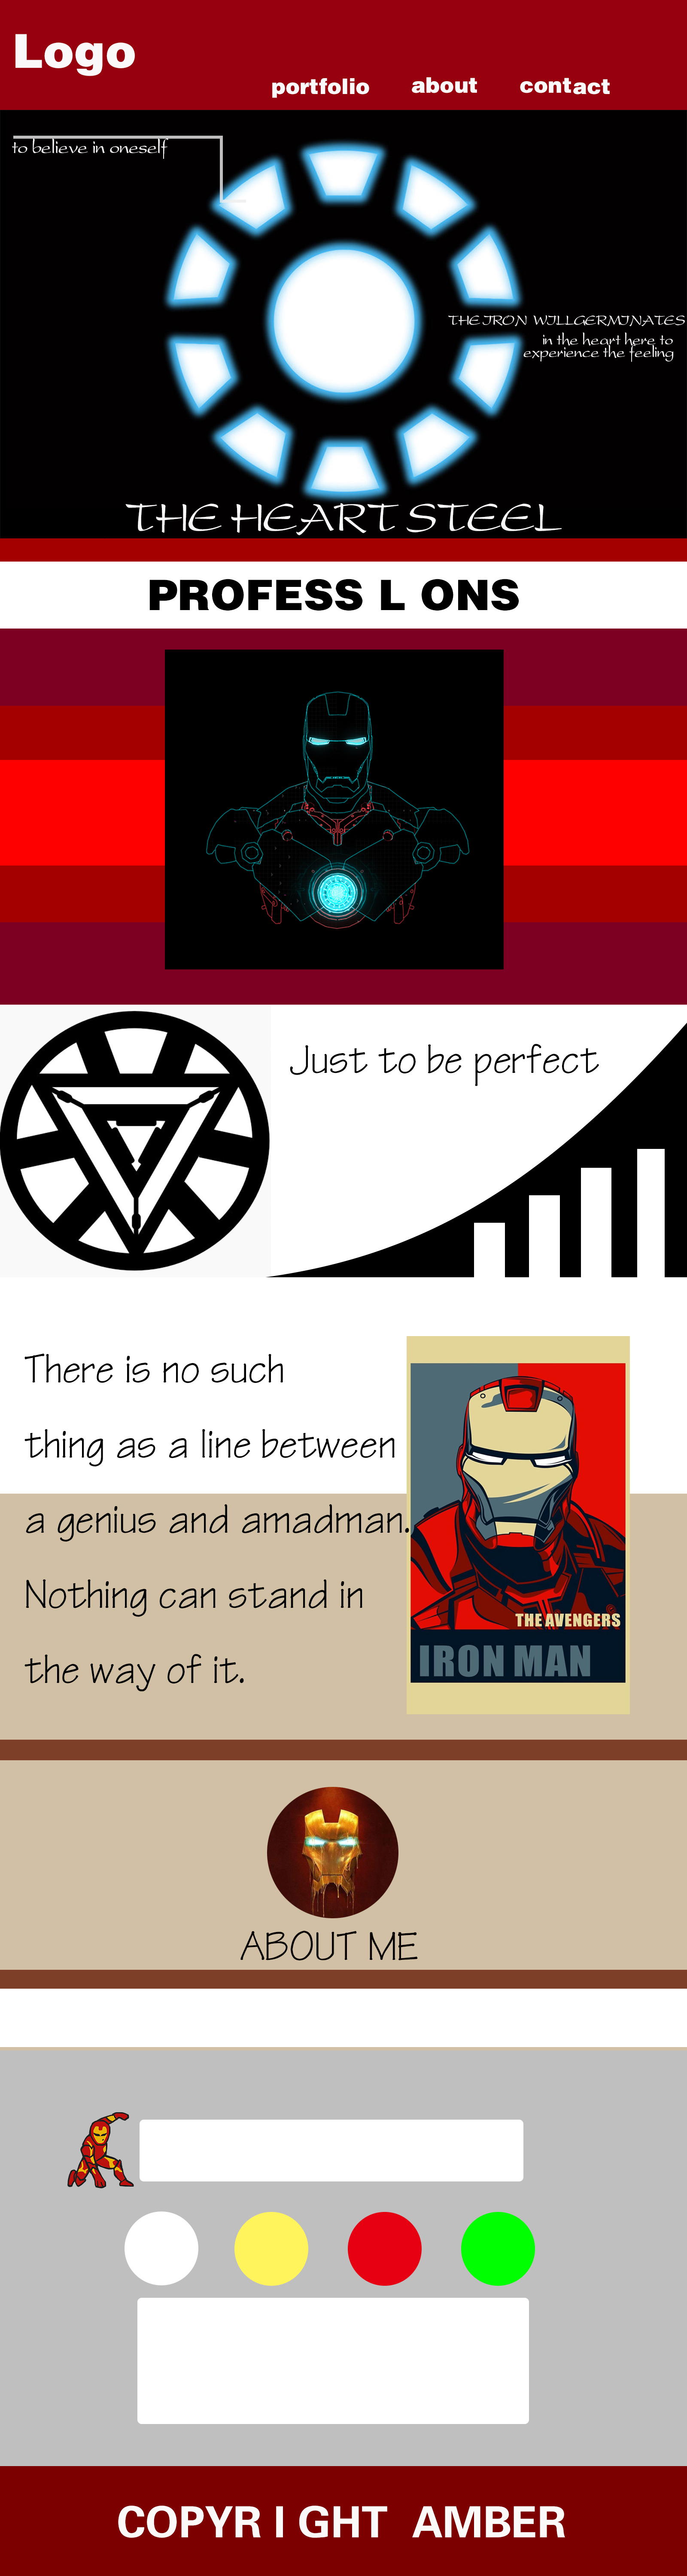 Logo
portfolio about contact
to believe in oneself
THE IRON WILLGERMINATES
in the heart here to
experience the feeling
THE HEART STEEL
PROFESS L ONS
Just to be perfect
There is no such
thing as a line between
a genius and amadman.
Nothing can stand in
the way of it.
THE AVENGERS
IRON MAN
ABOUT ME
COPYR I GHT AMBER